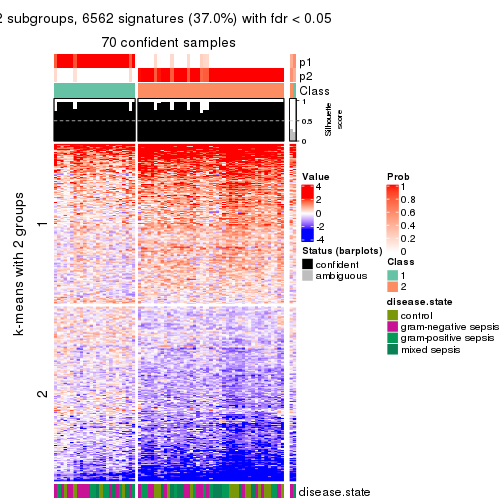 2 subgroups, 6562 signatures (37.0%) with fdr < 0.05
70 confident samples
p1
p2
Class
1
0.5
0
Silhouette
score
k-means with 2 groups
1
2
Value
4
2
0
-2
-4
Status (barplots)
confident
ambiguous
Prob
1
0.8
0.6
0.4
0.2
0
Class
1
2
disease.state
control
gram-negative sepsis
gram-positive sepsis
mixed sepsis
disease.state